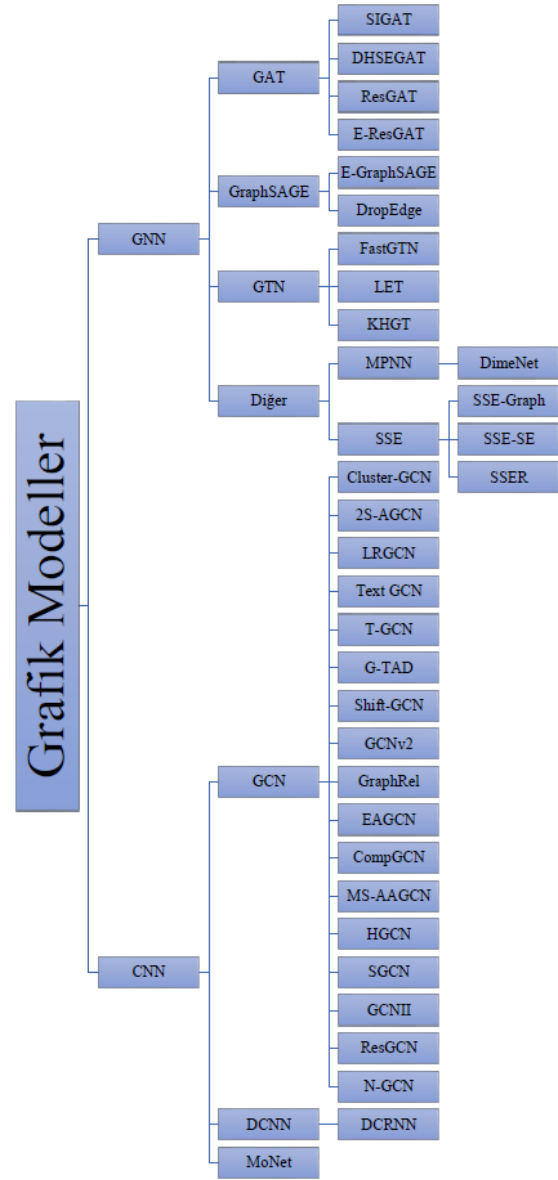 Grafik Modeller
GNN
GAT
SIGAT
DHSEGAT
ResGAT
E-ResGAT
GraphSAGE
E-GraphSAGE
DropEdge
GTN
FastGTN
LET
KHGT
Diğer
MPNN
DimeNet
SSE
SSE-Graph
SSE-SE
SSER
CNN
GCN
Cluster-GCN
2S-AGCN
LRGCN
Text GCN
T-GCN
G-TAD
Shift-GCN
GCNv2
GraphRel
EAGCN
CompGCN
MS-AAGCN
HGCN
SGCN
GCNII
ResGCN
N-GCN
DCNN
DCRNN
MoNet